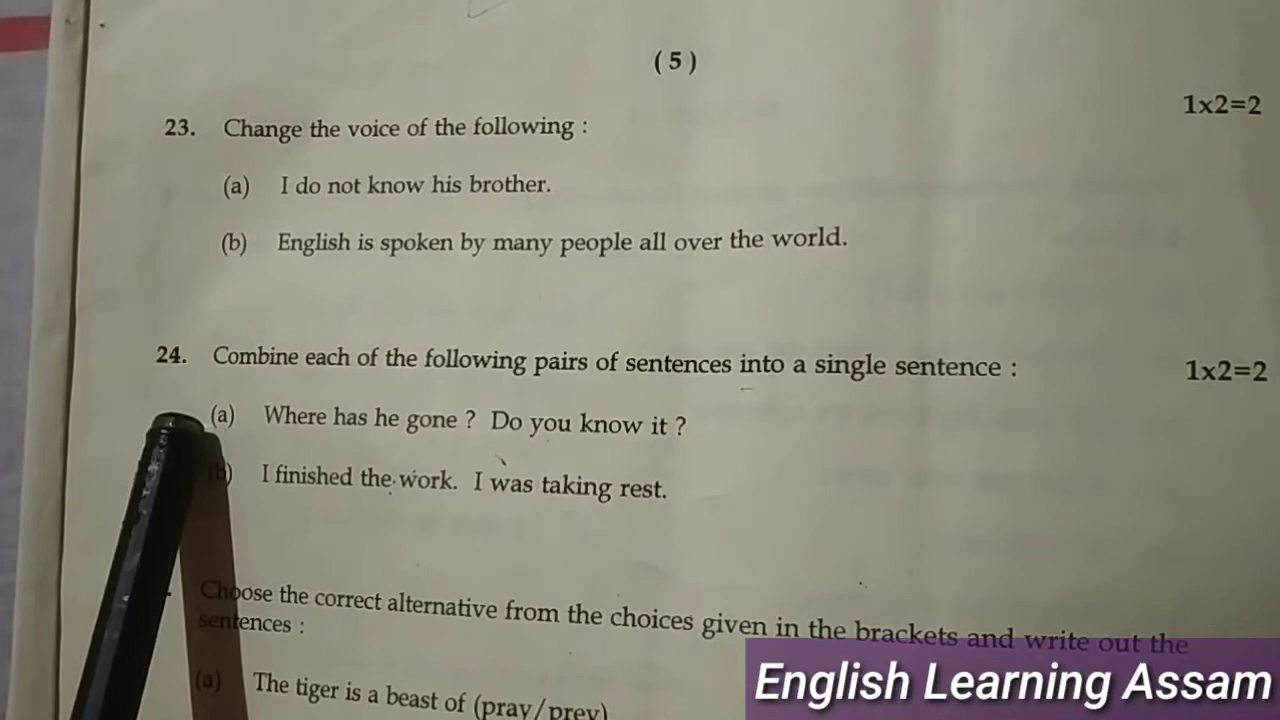 ( 5 )
1x2=2
23. Change the voice of the following :
(a) I do not know his brother.
(b) English is spoken by many people all over the world.
24. Combine each of the following pairs of sentences into a single sentence : 1x2=2
(a) Where has he gone ? Do you know it ?
(b) I finished the work. I was taking rest.
Choose the correct alternative from the choices given in the brackets and write out the
sentences :
(a) The tiger is a beast of (pray/prey)
English Learning Assam